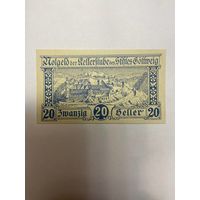 Notgeld der Kellerstube des Stiftes Göttweig
20 Zwanzig 20 Heller 20